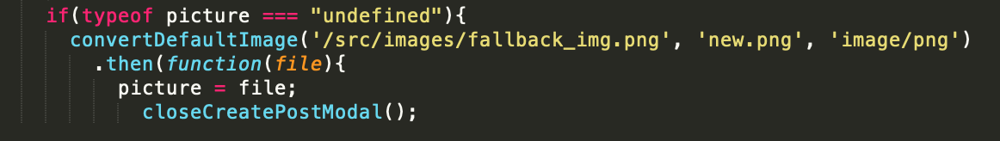 if(typeof picture === "undefined"){
convertDefaultImage('/src/images/fallback_img.png', 'new.png', 'image/png')
.then(function(file){
picture = file;
closeCreatePostModal();